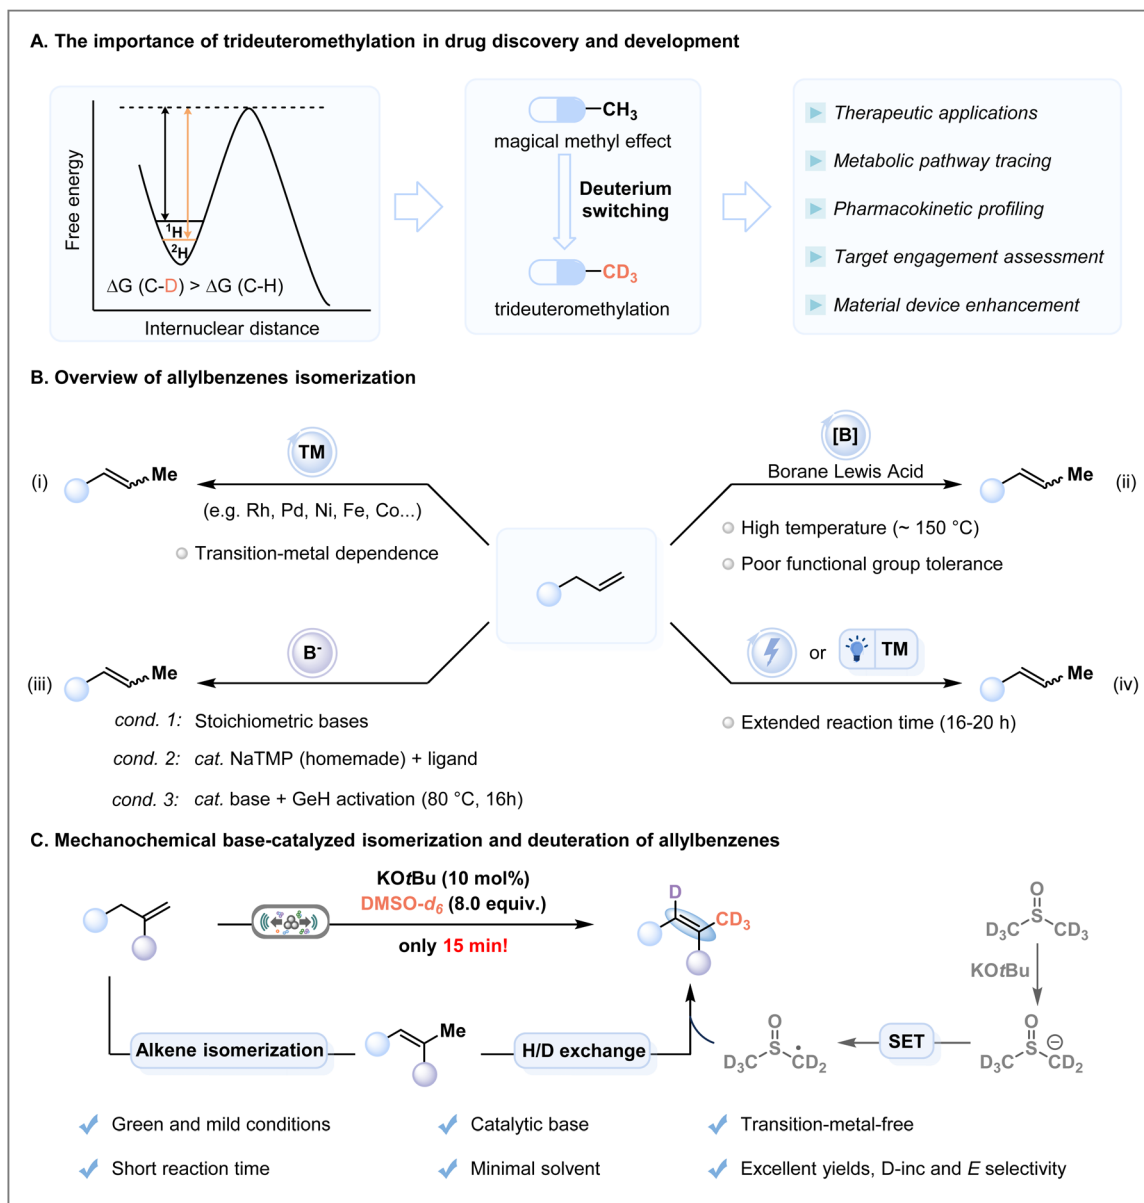 A. The importance of trideuteromethylation in drug discovery and development
Free energy
¹H
²H
ΔG (C-D) > ΔG (C-H)
Internuclear distance
CH₃
magical methyl effect
Deuterium
switching
CD₃
trideuteromethylation
Therapeutic applications
Metabolic pathway tracing
Pharmacokinetic profiling
Target engagement assessment
Material device enhancement
B. Overview of allylbenzenes isomerization
(i)
Me
TM
(e.g. Rh, Pd, Ni, Fe, Co...)
Transition-metal dependence
[B]
Borane Lewis Acid
Me
(ii)
High temperature (~ 150 °C)
Poor functional group tolerance
(iii)
Me
B⁻
cond. 1: Stoichiometric bases
cond. 2: cat. NaTMP (homemade) + ligand
cond. 3: cat. base + GeH activation (80 °C, 16h)
or
TM
Me
(iv)
Extended reaction time (16-20 h)
C. Mechanochemical base-catalyzed isomerization and deuteration of allylbenzenes
KOtBu (10 mol%)
DMSO-d₆ (8.0 equiv.)
only 15 min!
D
CD₃
O
S
D₃C CD₃
KOtBu
Alkene isomerization
Me
H/D exchange
O
S
D₃C CD₂
SET
O
S
D₃C CD₂
Green and mild conditions
Catalytic base
Transition-metal-free
Short reaction time
Minimal solvent
Excellent yields, D-inc and E selectivity